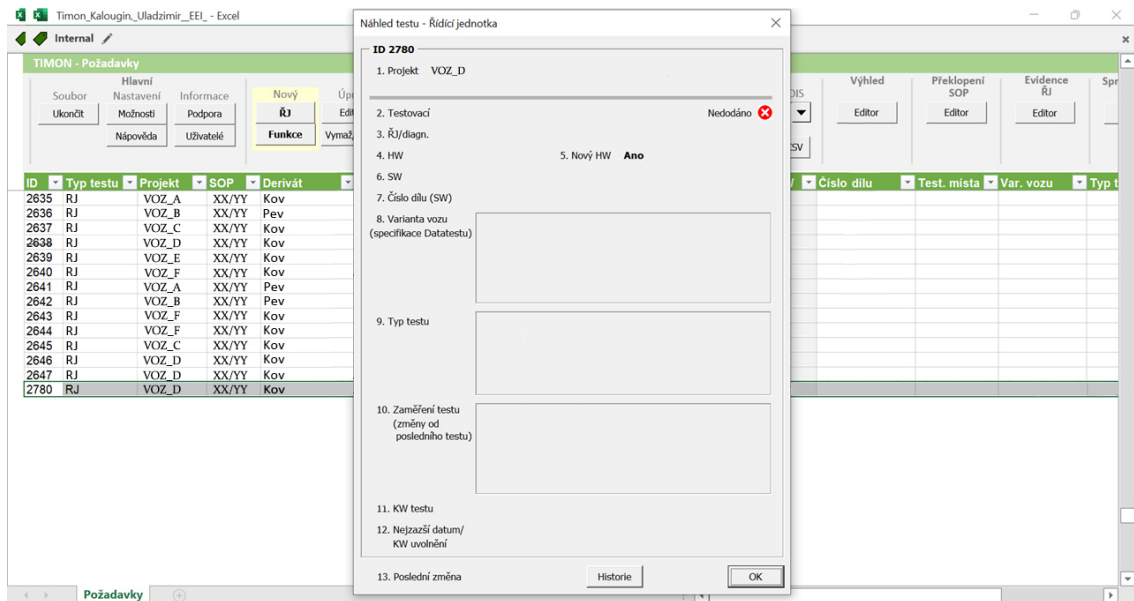 Timon_Kalougin,_Uladzimir__EEI_ - Excel
Internal
TIMON - Požadavky
Hlavní
Soubor Nastavení Informace
Ukončit Možnosti Podpora
Nápověda Uživatelé
Nový
ŘJ
Funkce
Výhled
Editor
Překlopení
SOP
Editor
Evidence
ŘJ
Editor
ID Typ testu Projekt SOP Derivát
Číslo dílu Test. místa Var. vozu
2635 RJ VOZ_A XX/YY Kov
2636 RJ VOZ_B XX/YY Pev
2637 RJ VOZ_C XX/YY Kov
2638 RJ VOZ_D XX/YY Kov
2639 RJ VOZ_E XX/YY Kov
2640 RJ VOZ_F XX/YY Kov
2641 RJ VOZ_A XX/YY Pev
2642 RJ VOZ_B XX/YY Pev
2643 RJ VOZ_F XX/YY Kov
2644 RJ VOZ_F XX/YY Kov
2645 RJ VOZ_C XX/YY Kov
2646 RJ VOZ_D XX/YY Kov
2647 RJ VOZ_D XX/YY Kov
2780 RJ VOZ_D XX/YY Kov
Požadavky
Náhled testu - Řídící jednotka
ID 2780
1. Projekt VOZ_D
2. Testovací Nedodáno
3. ŘJ/diagn.
4. HW 5. Nový HW Ano
6. SW
7. Číslo dílu (SW)
8. Varianta vozu
(specifikace Datatestu)
9. Typ testu
10. Zaměření testu
(změny od
posledního testu)
11. KW testu
12. Nejzazší datum/
KW uvolnění
13. Poslední změna Historie OK